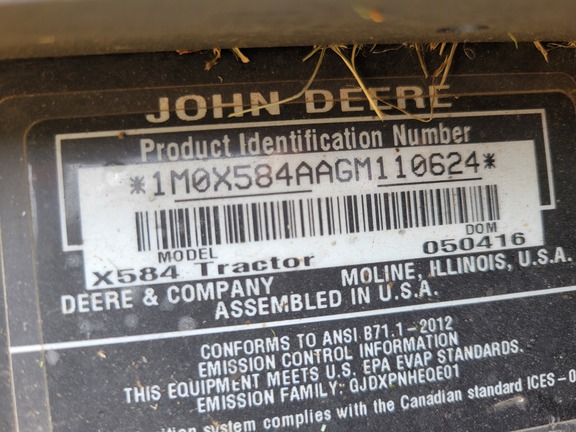 JOHN DEERE
Product Identification Number
*1M0X584AAGM110624*
MODEL DOM
X584 Tractor 050416
DEERE & COMPANY MOLINE, ILLINOIS, U.S.A.
ASSEMBLED IN U.S.A.
CONFORMS TO ANSI B71.1-2012
EMISSION CONTROL INFORMATION
THIS EQUIPMENT MEETS U.S. EPA EVAP STANDARDS.
EMISSION FAMILY: GJDXPNHEQE01
system complies with the Canadian standard ICES-0